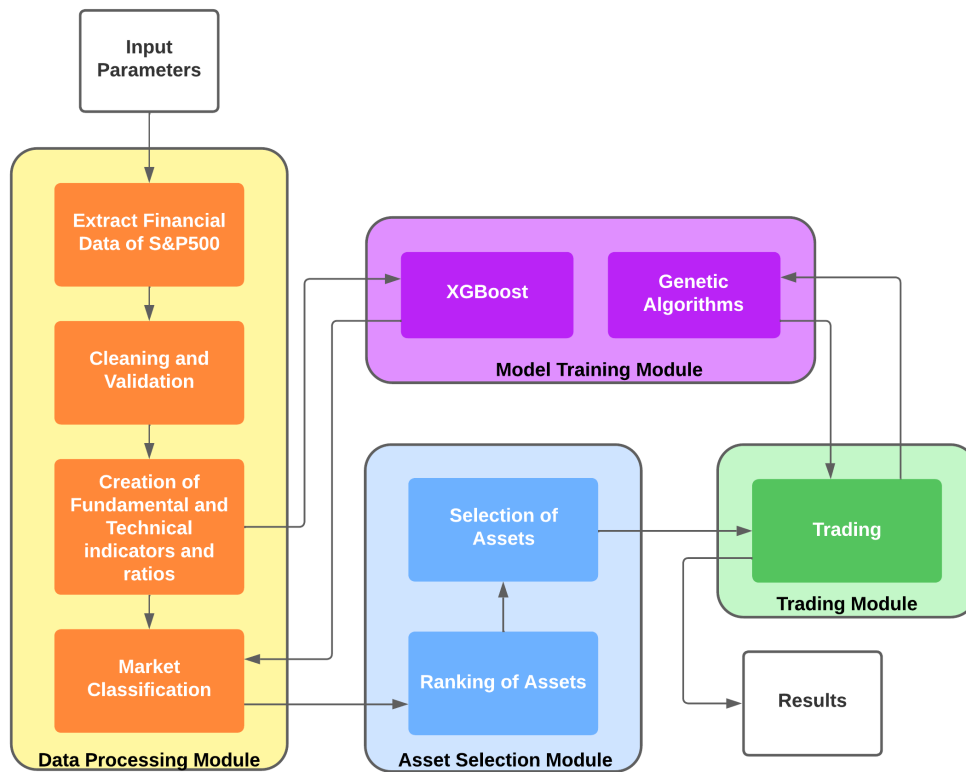 Input
Parameters
Extract Financial
Data of S&P500
Cleaning and
Validation
Creation of
Fundamental and
Technical
indicators and
ratios
Market
Classification
Data Processing Module
XGBoost
Genetic
Algorithms
Model Training Module
Selection of
Assets
Ranking of Assets
Asset Selection Module
Trading
Trading Module
Results